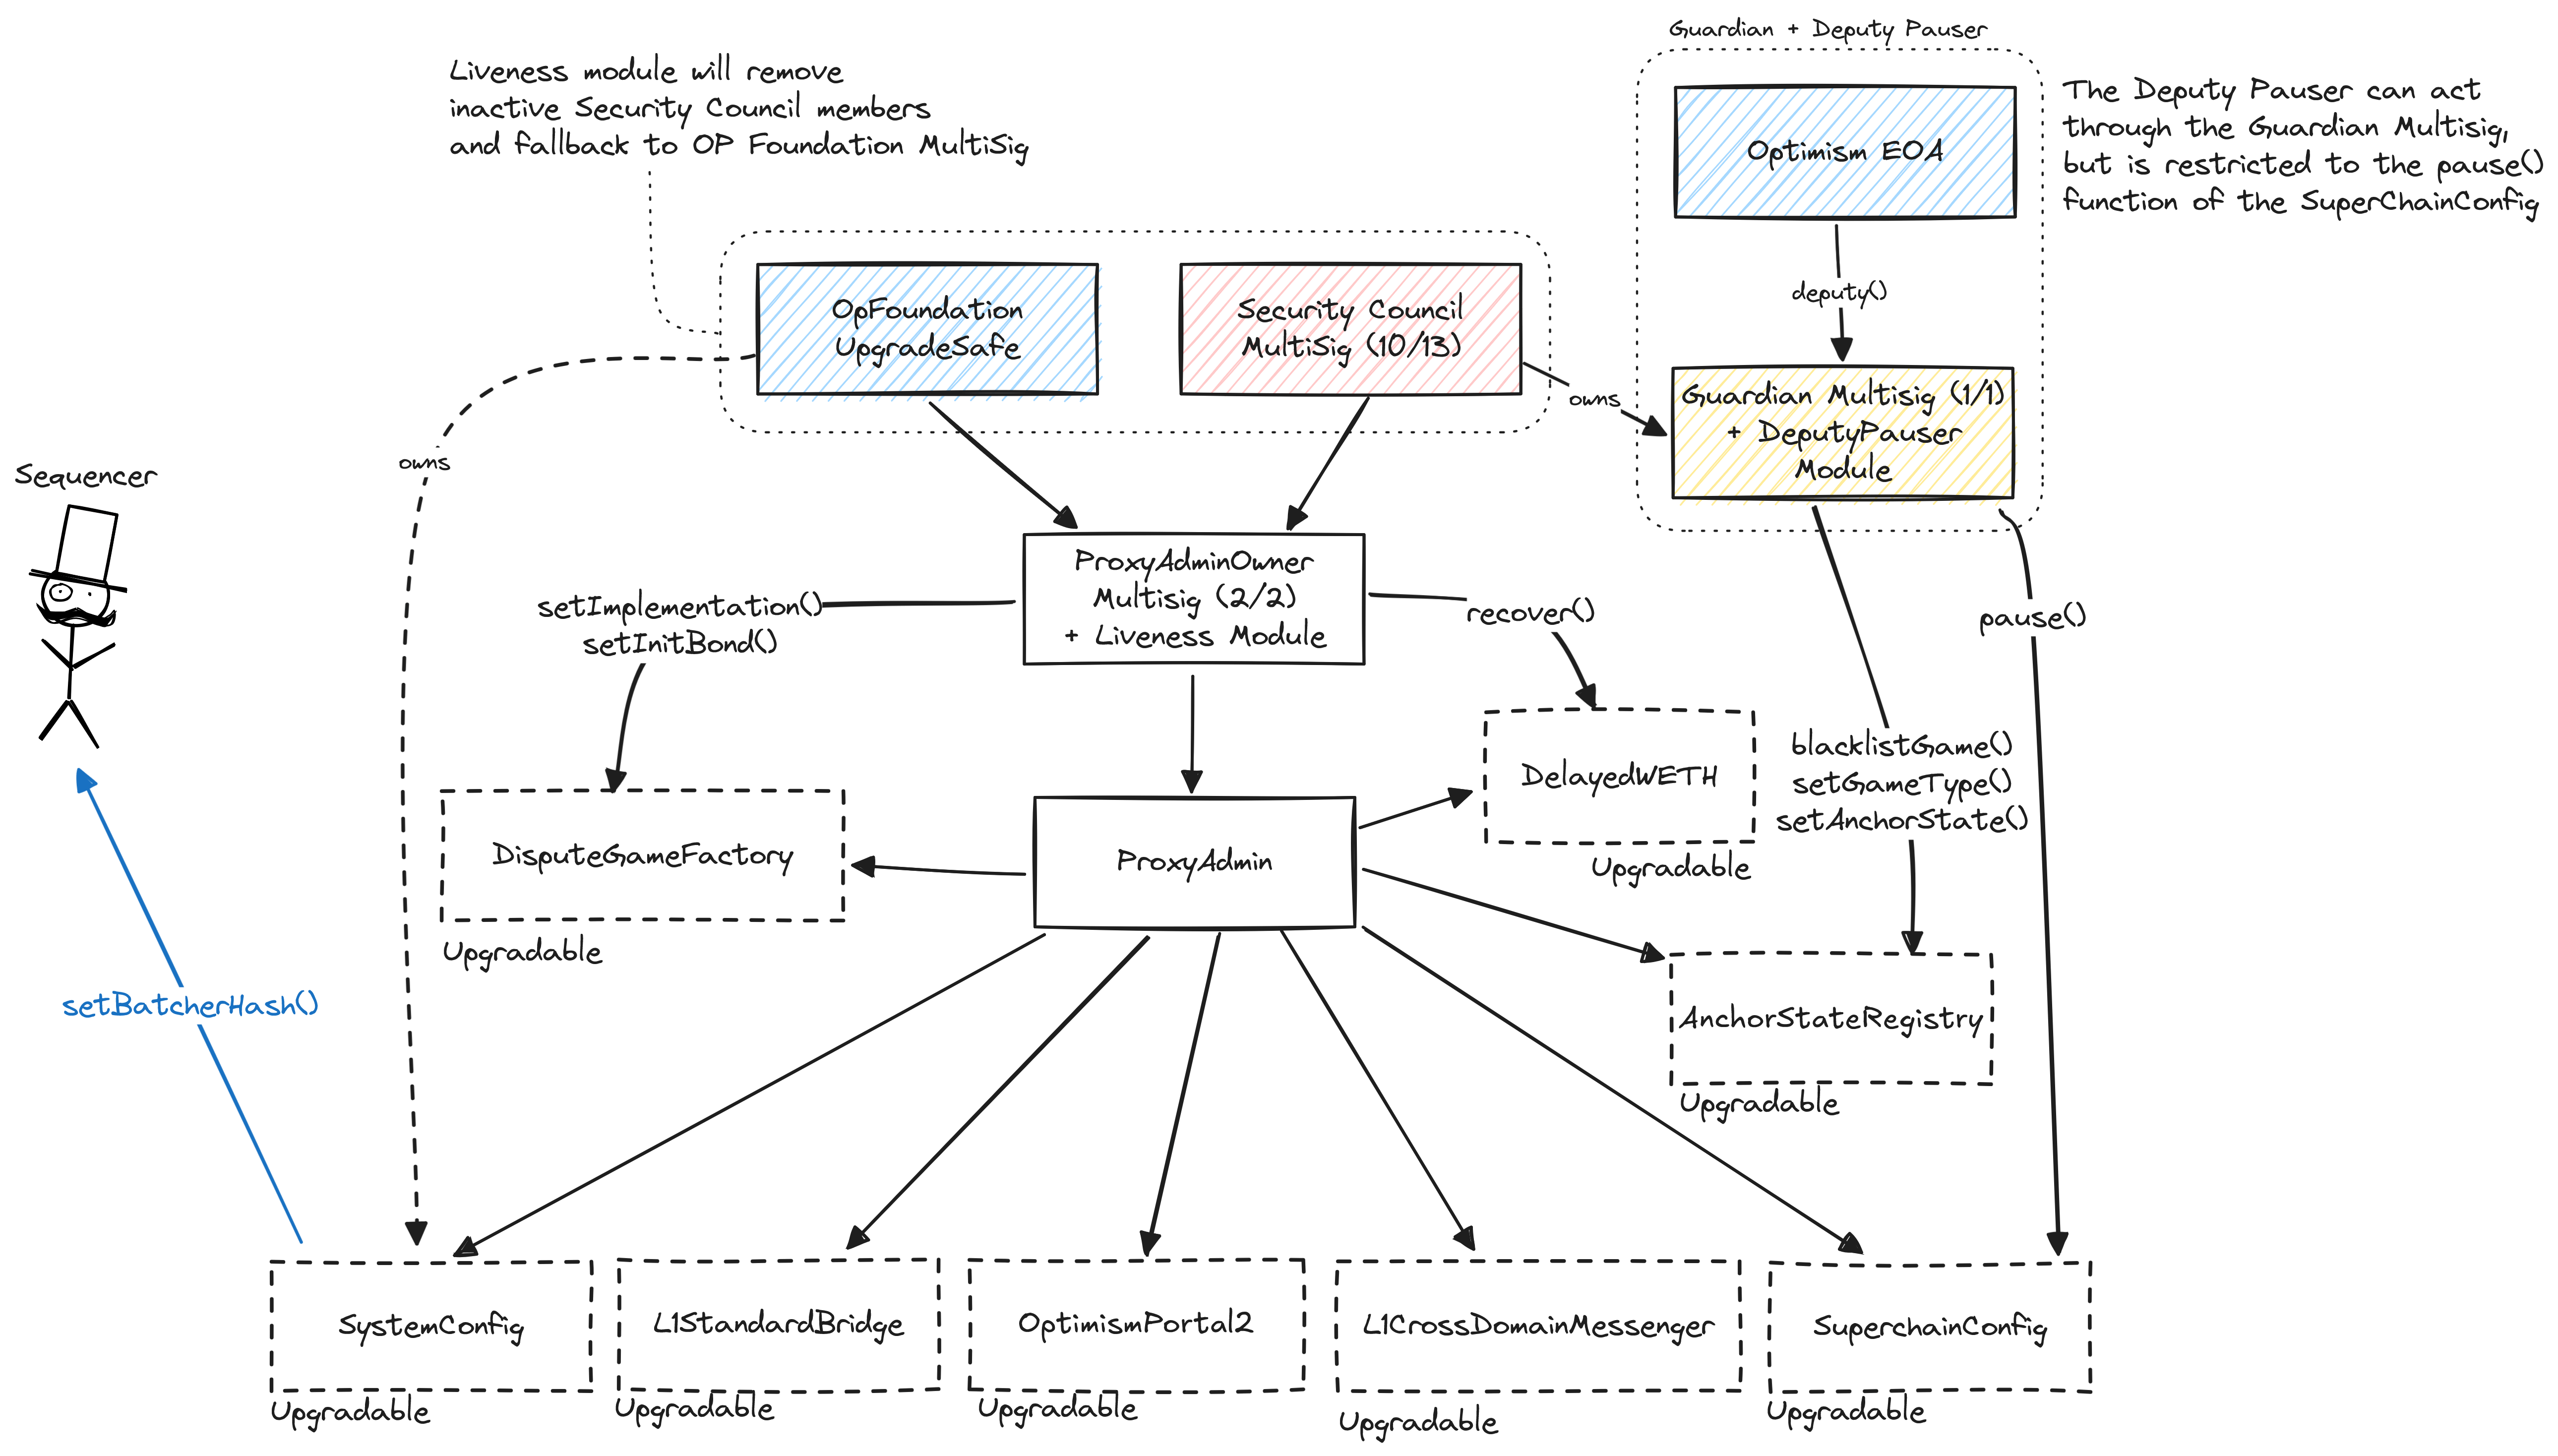 Guardian + Deputy Pauser
Liveness module will remove
inactive Security Council members
and fallback to OP Foundation MultiSig
The Deputy Pauser can act
through the Guardian Multisig,
but is restricted to the pause()
function of the SuperChainConfig
Optimism EOA
deputy()
OpFoundation
UpgradeSafe
Security Council
MultiSig (10/13)
owns
Guardian Multisig (1/1)
+ DeputyPauser
Module
owns
Sequencer
ProxyAdminOwner
Multisig (2/2)
+ Liveness Module
setImplementation()
setInitBond()
recover()
pause()
DelayedWETH
Upgradable
blacklistGame()
setGameType()
setAnchorState()
DisputeGameFactory
Upgradable
ProxyAdmin
setBatcherHash()
AnchorStateRegistry
Upgradable
SystemConfig
Upgradable
L1StandardBridge
Upgradable
OptimismPortal2
Upgradable
L1CrossDomainMessenger
Upgradable
SuperchainConfig
Upgradable